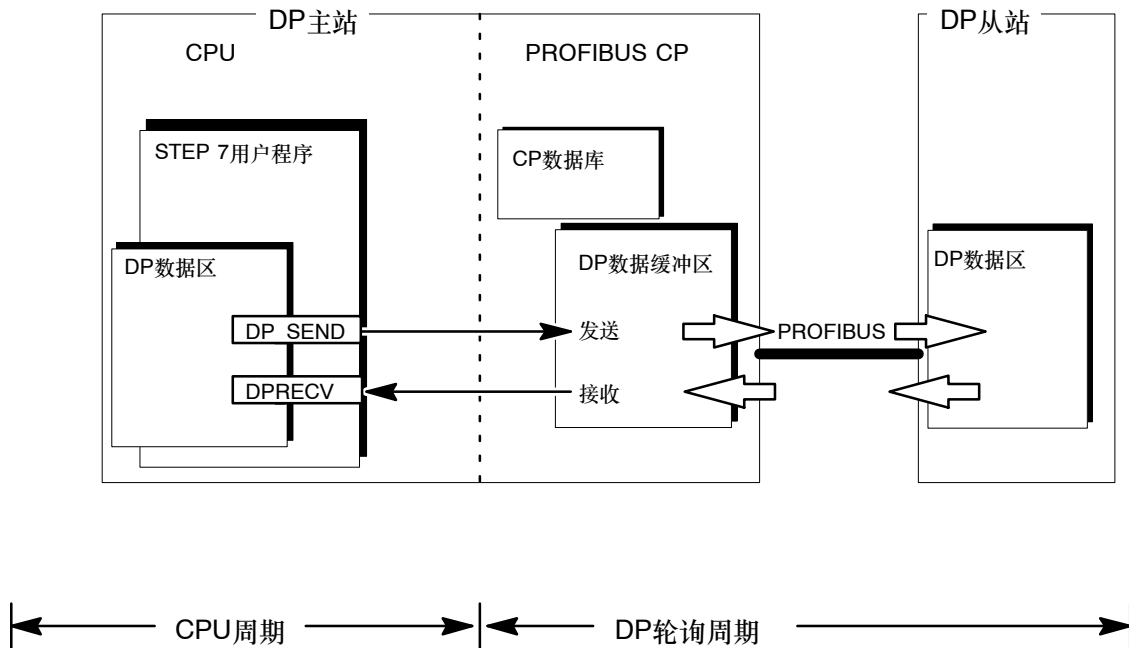 DP主站
DP从站
CPU
PROFIBUS CP
STEP 7用户程序
CP数据库
DP数据区
DP数据缓冲区
DP数据区
DP_SEND
发送
PROFIBUS
DPRECV
接收
CPU周期
DP轮询周期